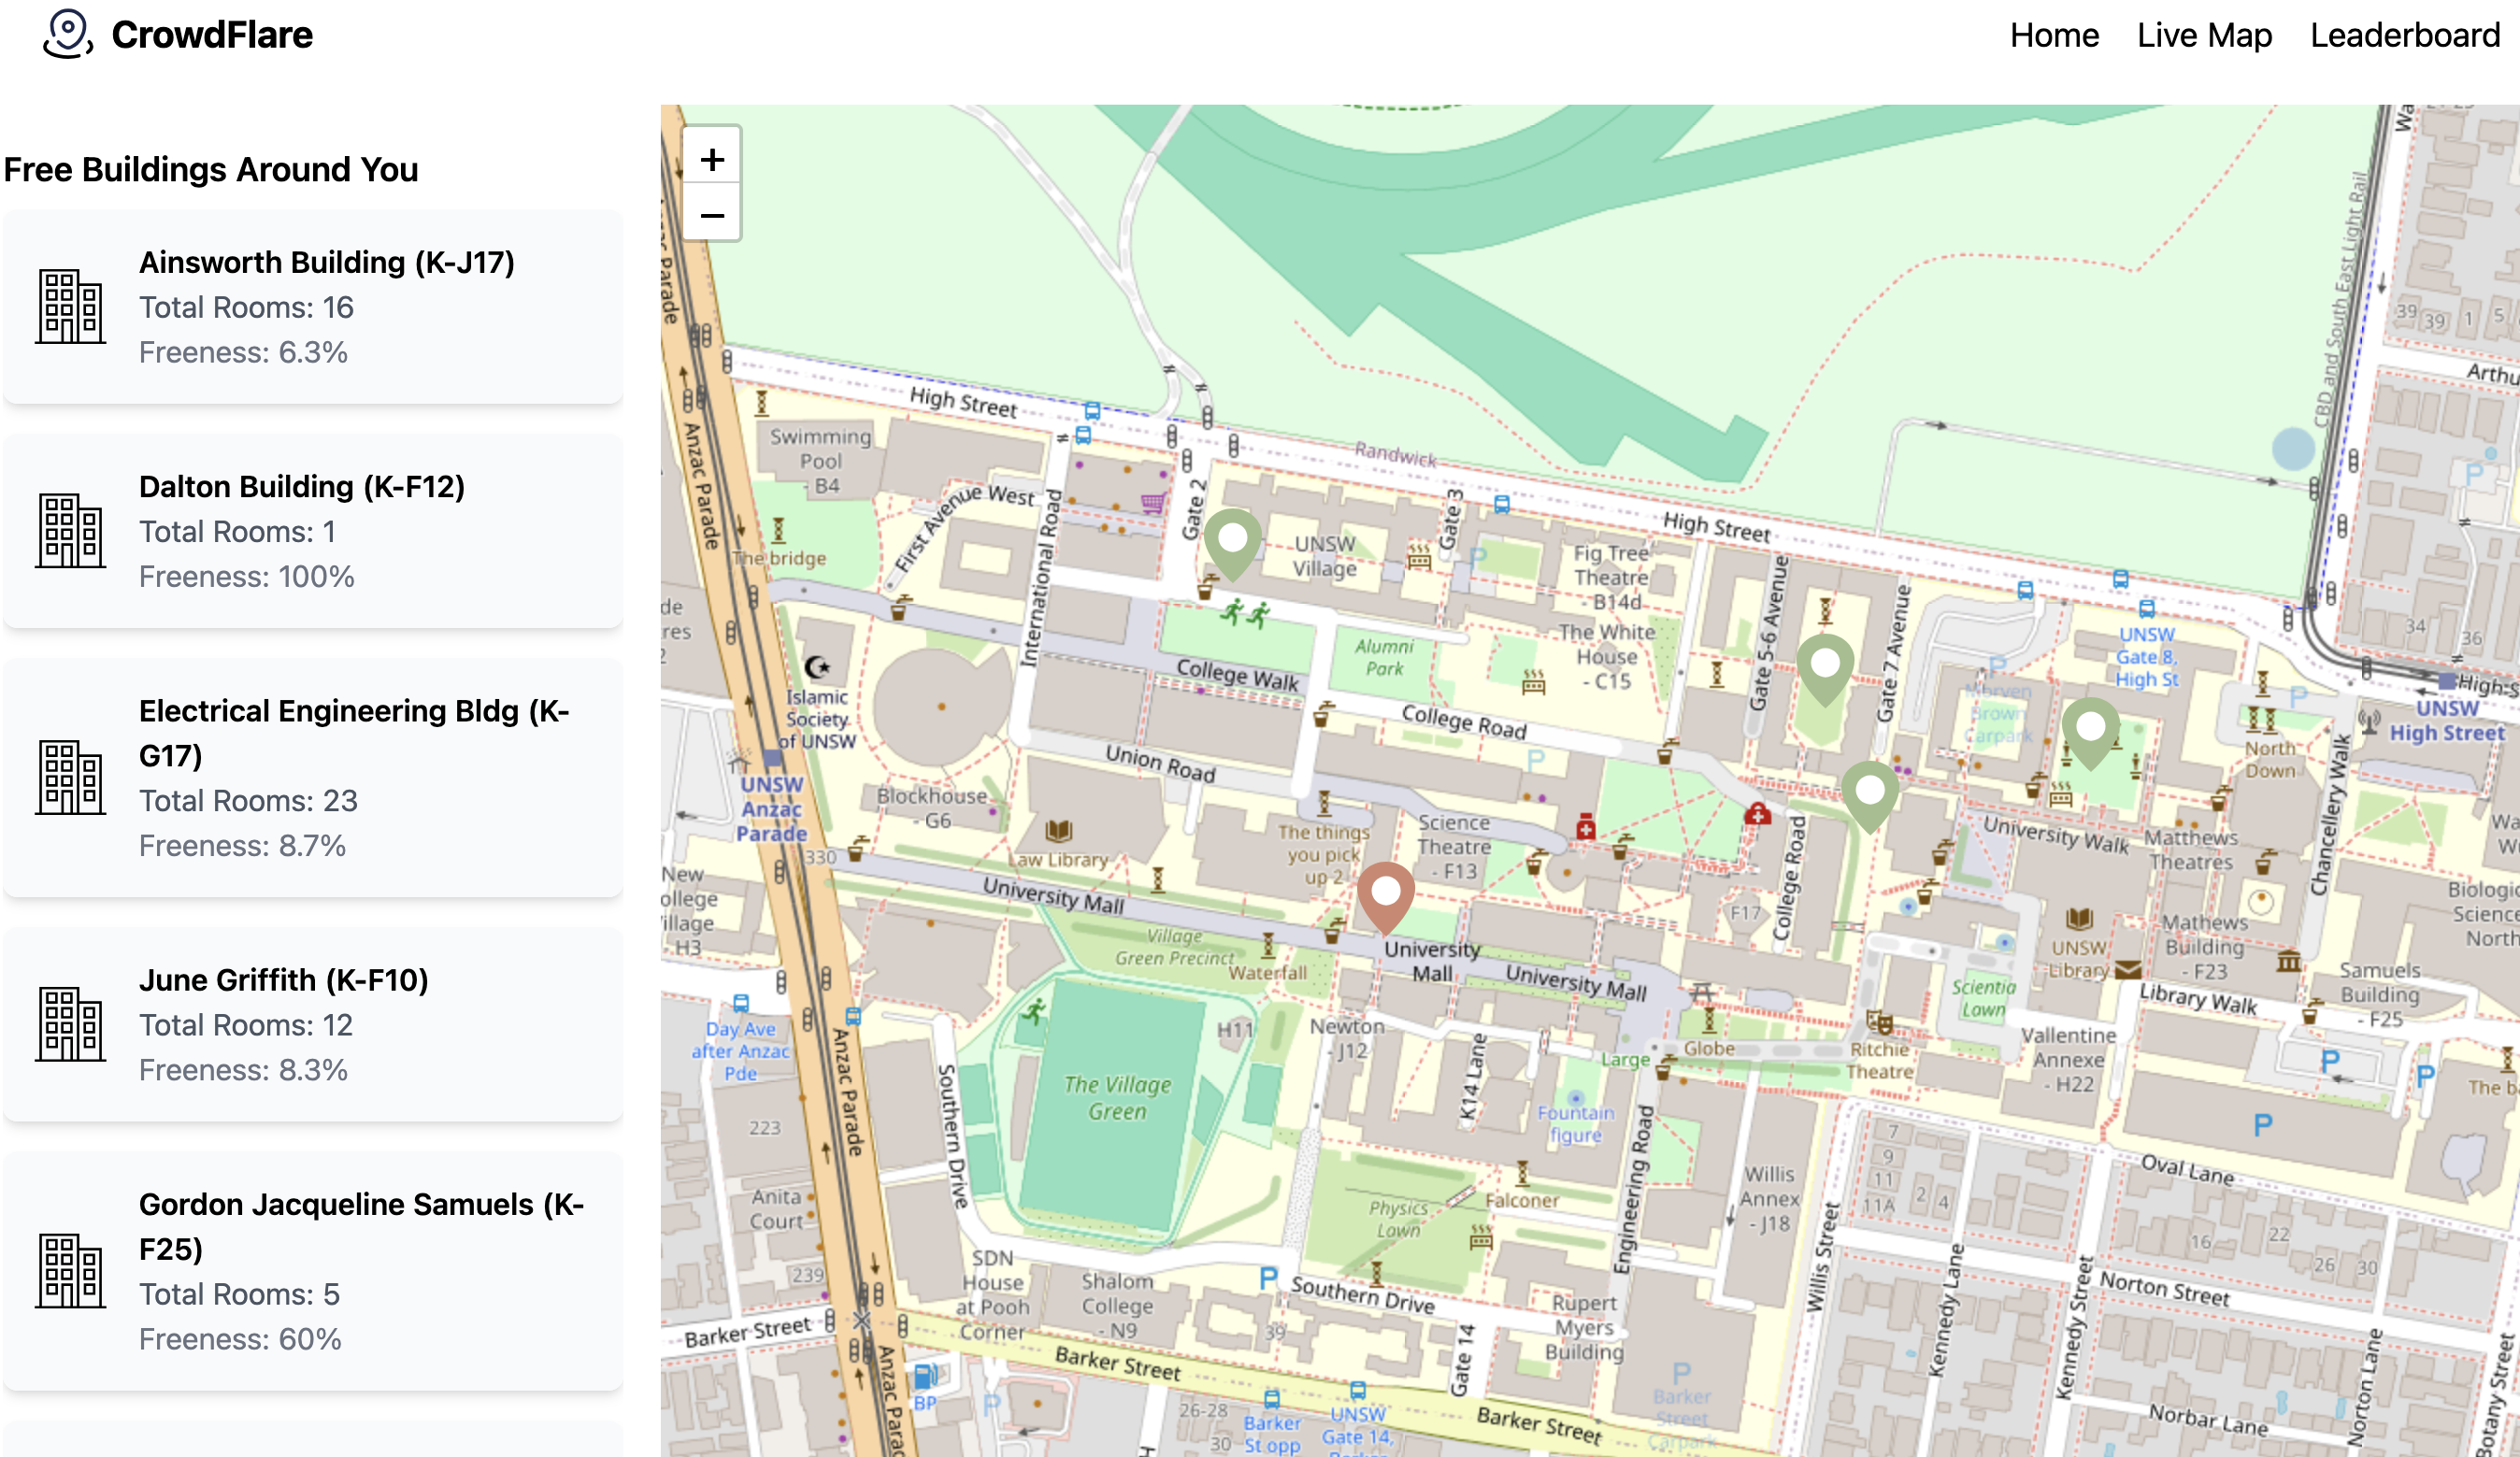 CrowdFlare
Home
Live Map
Leaderboard
Free Buildings Around You
Ainsworth Building (K-J17)
Total Rooms: 16
Freeness: 6.3%
Dalton Building (K-F12)
Total Rooms: 1
Freeness: 100%
Electrical Engineering Bldg (K-
G17)
Total Rooms: 23
Freeness: 8.7%
June Griffith (K-F10)
Total Rooms: 12
Freeness: 8.3%
Gordon Jacqueline Samuels (K-
F25)
Total Rooms: 5
Freeness: 60%
+
−
Anzac Parade
High Street
Randwick
High Street
CBD and South East Light Rail
39
39
1
5
Swimming
Pool
- B4
First Avenue West
International Road
Gate 2
The bridge
UNSW
Village
Gate 3
P
Fig Tree
Theatre
- B14d
The White
House
- C15
Gate 5-6 Avenue
Gate 7 Avenue
Alumni
Park
College Walk
College Road
Union Road
P
Islamic
Society
of UNSW
UNSW
Anzac
Parade
Blockhouse
- G6
Law Library
The things
you pick
up 2
Science
Theatre
- F13
UNSW
Gate 8,
High St
34
36
UNSW
High Street
P
Morven
Brown
Carpark
P
P
North
Down
Chancellery Walk
University Walk
Matthews
Theatres
330
New
University Mall
Village
Green Precinct
Waterfall
University
Mall
University Mall
F17
College Road
UNSW
Library
Mathews
Building
- F23
Samuels
Building
- F25
Library Walk
Scientia
Lawn
Vallentine
Annexe
- H22
Ritchie
Theatre
Globe
Large
H3
Day Ave
after Anzac
Pde
Anzac Parade
Southern Drive
The Village
Green
H11
Newton
- J12
K14 Lane
Fountain
figure
Engineering Road
Willis
Annex
- J18
Willis Street
Physics
Lawn
Falconer
223
Anita
Court
239
SDN
House
at Pooh
Corner
Shalom
College
- N9
39
P
Southern Drive
Gate 14
Rupert
Myers
Building
P
Barker
Street
Carpark
Barker Street
Barker Street
Barker Street
BP
P
26-28
30
Barker
St opp
UNSW
Gate 14,
7
9
11
11A
2
4
Oval Lane
P
P
P
16
22
26
30
Norton Street
Kennedy Lane
Kennedy Street
Norton Lane
Norbar Lane
Botany Street